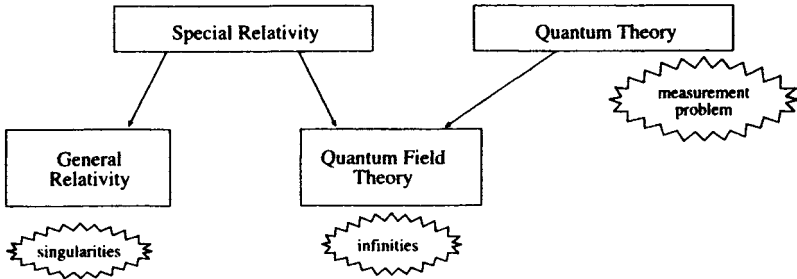 Special Relativity
Quantum Theory
measurement
problem
General
Relativity
Quantum Field
Theory
singularities
infinities